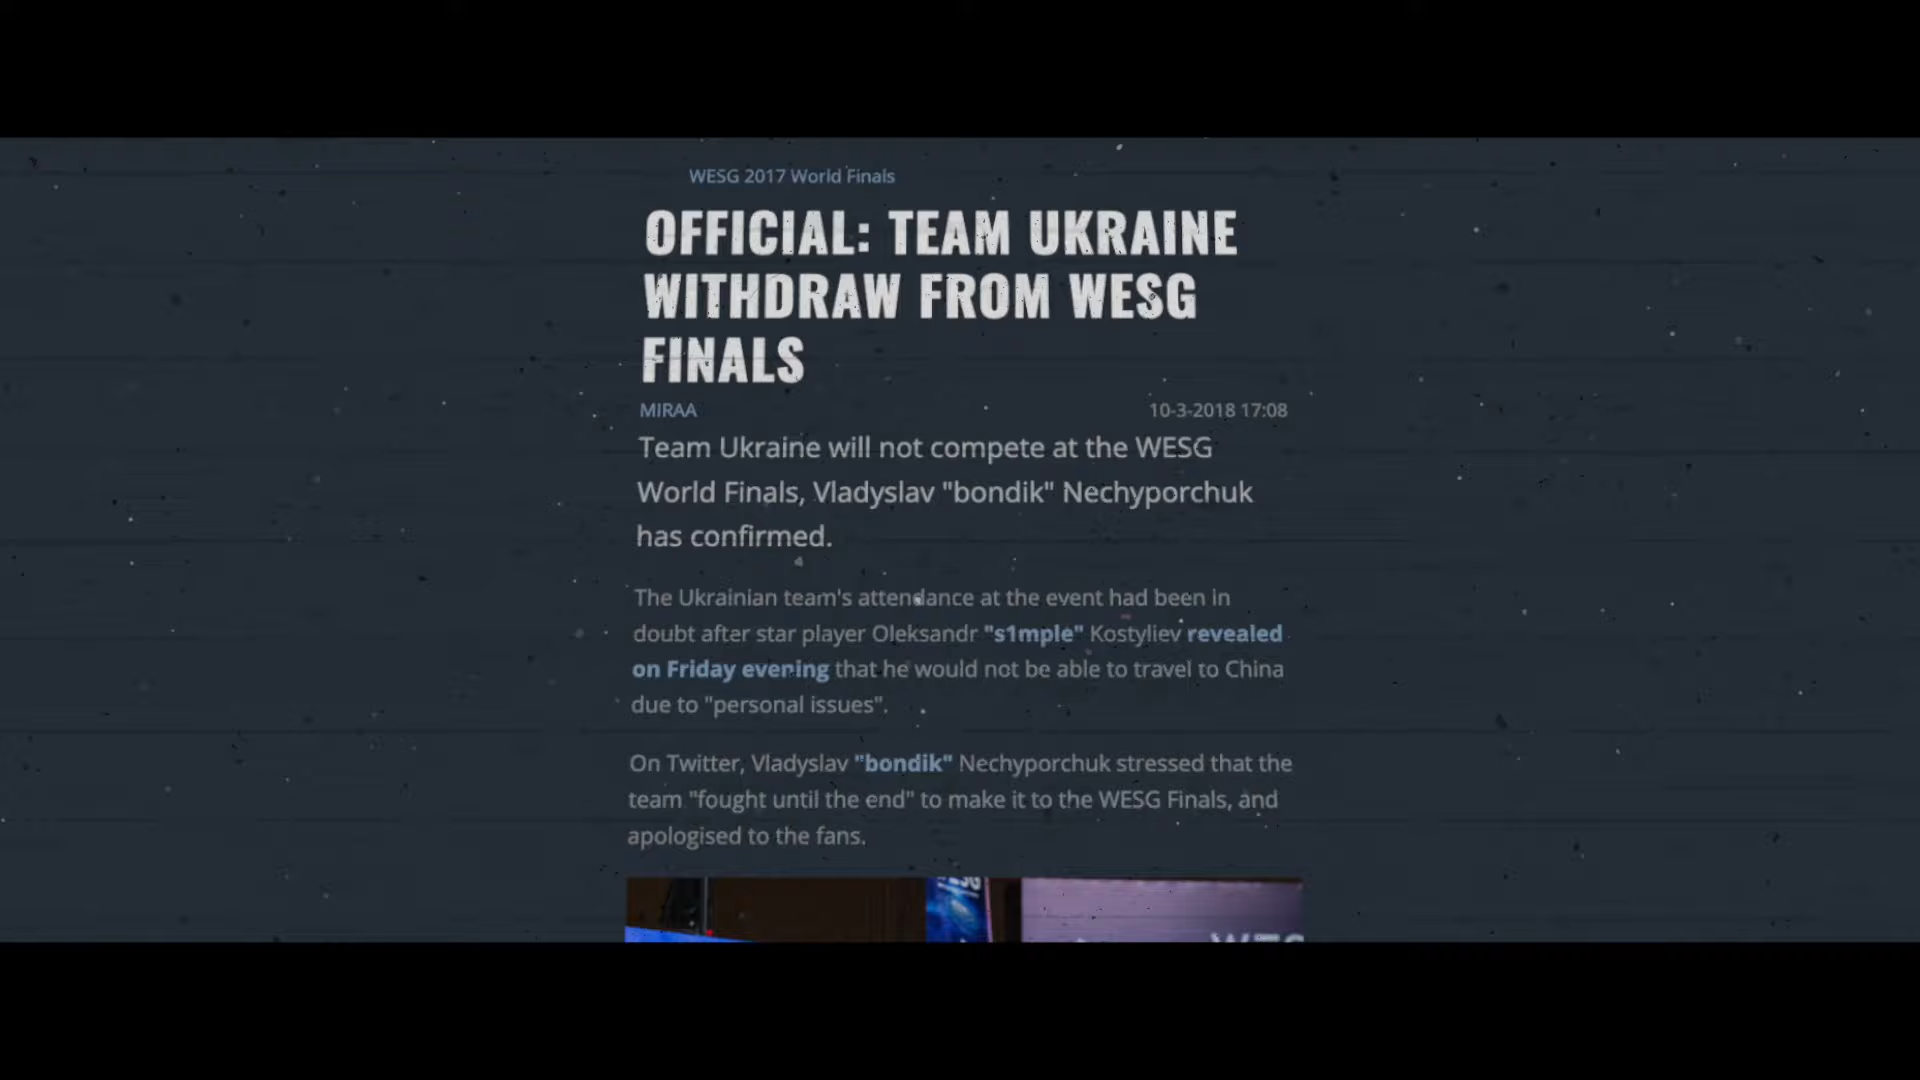 WESG 2017 World Finals
OFFICIAL: TEAM UKRAINE
WITHDRAW FROM WESG
FINALS
MIRAA 10-3-2018 17:08
Team Ukraine will not compete at the WESG
World Finals, Vladyslav "bondik" Nechyporchuk
has confirmed.
The Ukrainian team's attendance at the event had been in
doubt after star player Oleksandr "s1mple" Kostyliev revealed
on Friday evening that he would not be able to travel to China
due to "personal issues".
On Twitter, Vladyslav "bondik" Nechyporchuk stressed that the
team "fought until the end" to make it to the WESG Finals, and
apologised to the fans.